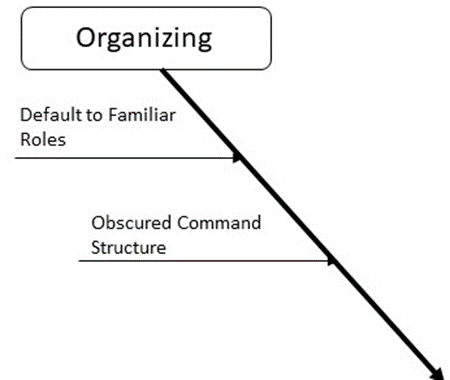 Organizing
Default to Familiar
Roles
Obscured Command
Structure